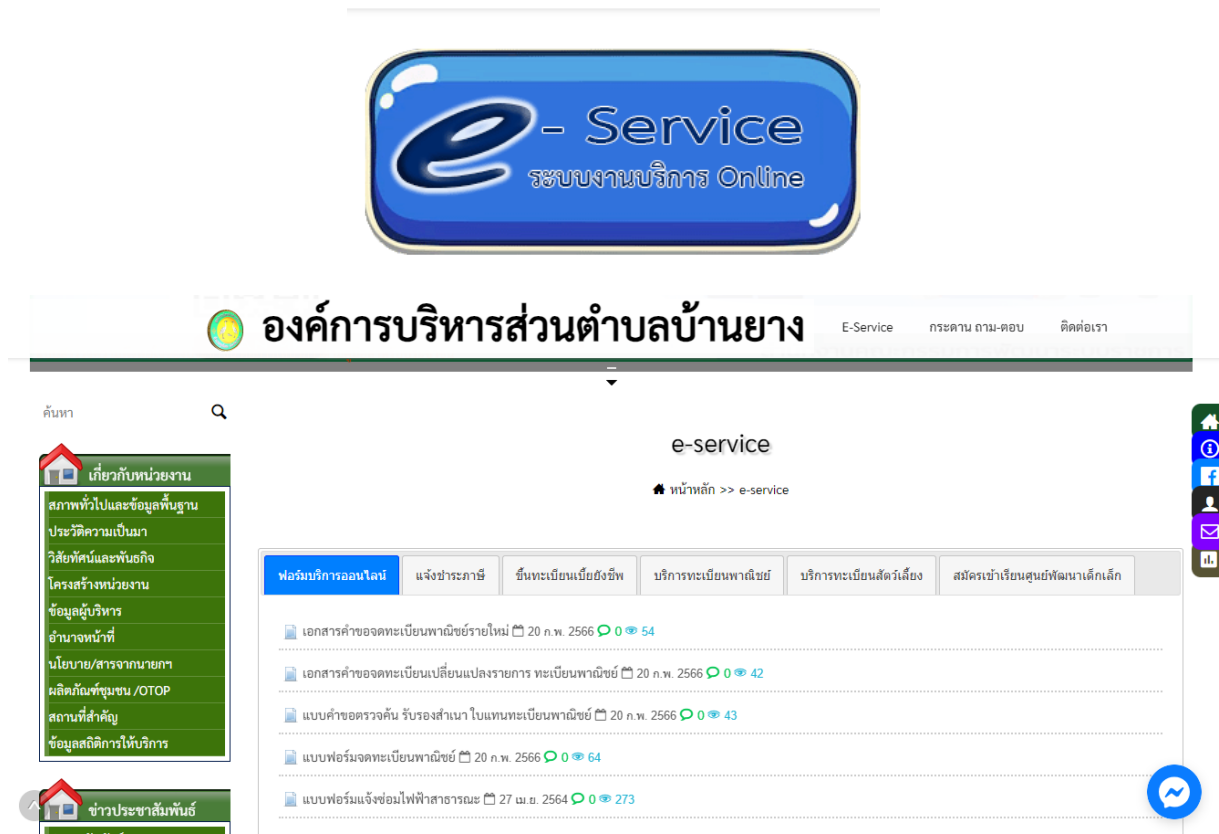 e - Service
ระบบงานบริการ Online
องค์การบริหารส่วนตำบลบ้านยาง
E-Service กระดาน ถาม-ตอบ ติดต่อเรา
ค้นหา
e-service
หน้าหลัก >> e-service
เกี่ยวกับหน่วยงาน
สภาพทั่วไปและข้อมูลพื้นฐาน
ประวัติความเป็นมา
วิสัยทัศน์และพันธกิจ
โครงสร้างหน่วยงาน
ข้อมูลผู้บริหาร
อำนาจหน้าที่
นโยบาย/สารจากนายกฯ
ผลิตภัณฑ์ชุมชน /OTOP
สถานที่สำคัญ
ข้อมูลสถิติการให้บริการ
ข่าวประชาสัมพันธ์
ฟอร์มบริการออนไลน์ แจ้งชำระภาษี ขึ้นทะเบียนเบี้ยยังชีพ บริการทะเบียนพาณิชย์ บริการทะเบียนสัตว์เลี้ยง สมัครเข้าเรียนศูนย์พัฒนาเด็กเล็ก
เอกสารคำขอจดทะเบียนพาณิชย์รายใหม่ 20 ก.พ. 2566 0 54
เอกสารคำขอจดทะเบียนเปลี่ยนแปลงรายการ ทะเบียนพาณิชย์ 20 ก.พ. 2566 0 42
แบบคำขอตรวจค้น รับรองสำเนา ใบแทนทะเบียนพาณิชย์ 20 ก.พ. 2566 0 43
แบบฟอร์มจดทะเบียนพาณิชย์ 20 ก.พ. 2566 0 64
แบบฟอร์มแจ้งซ่อมไฟฟ้าสาธารณะ 27 เม.ย. 2564 0 273